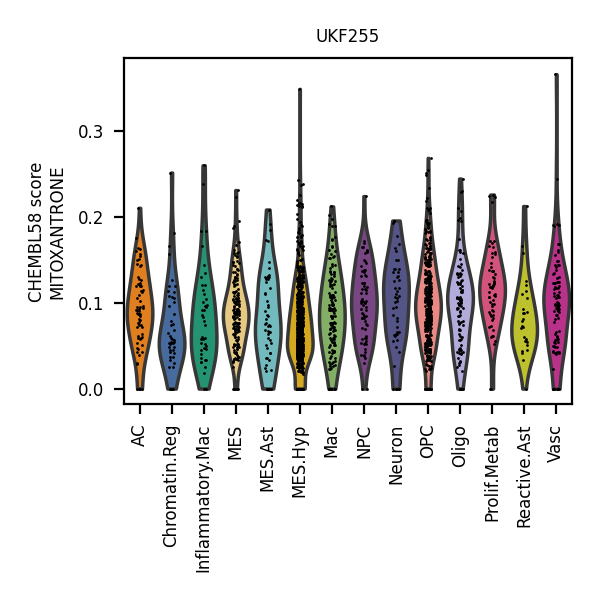 UKF255
CHEMBL58 score
MITOXANTRONE
0.3
0.2
0.1
0.0
AC
Chromatin.Reg
Inflammatory.Mac
MES
MES.Ast
MES.Hyp
Mac
NPC
Neuron
OPC
Oligo
Prolif.Metab
Reactive.Ast
Vasc